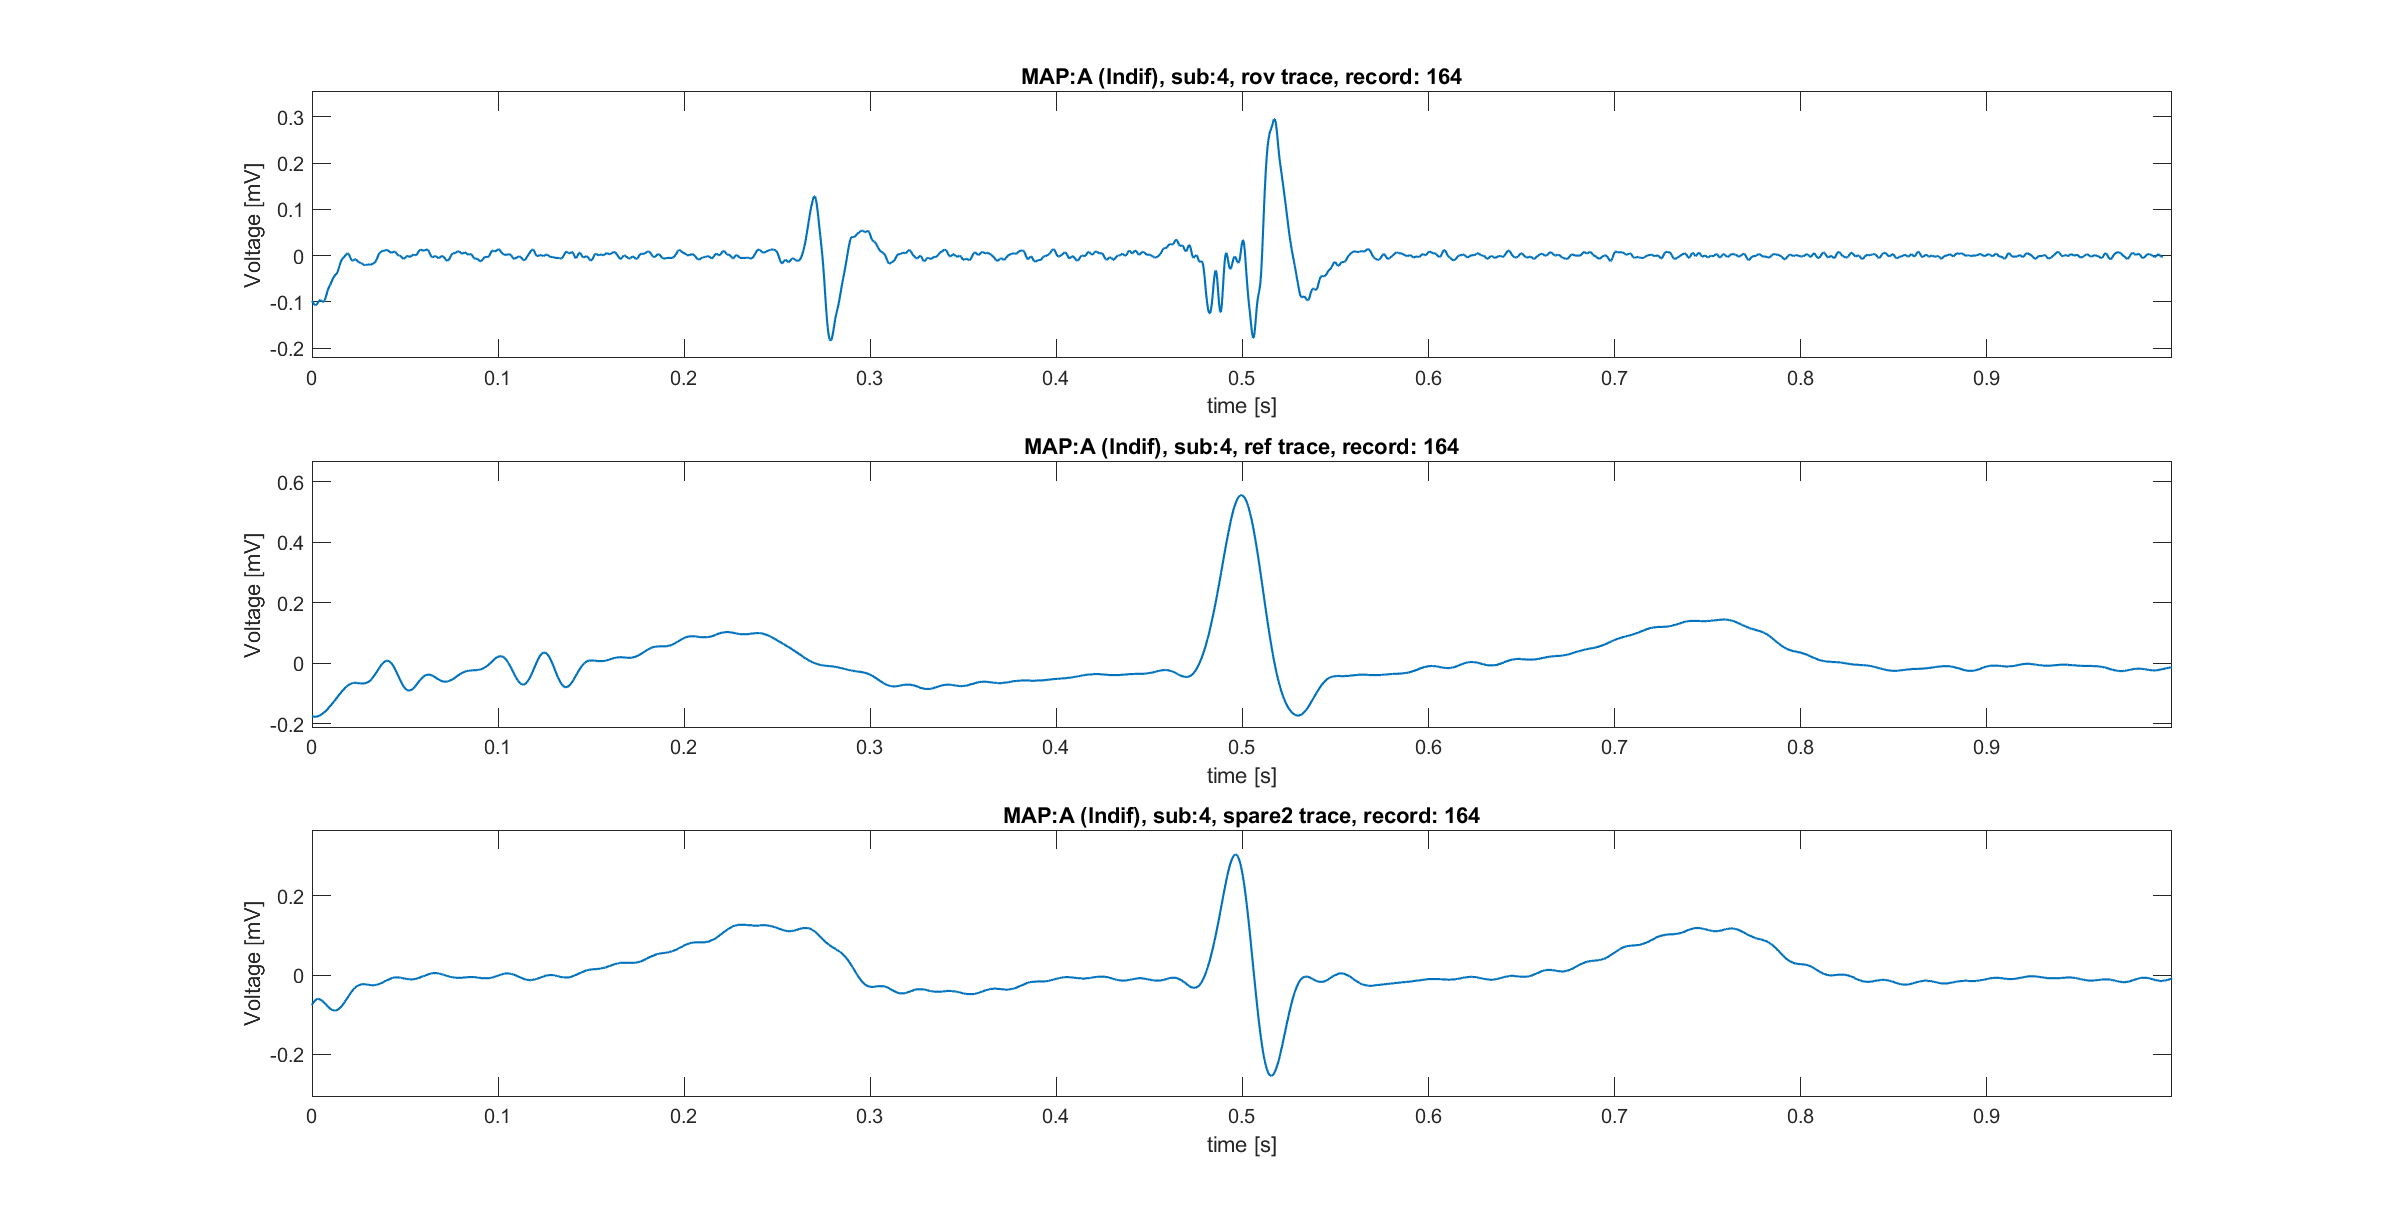 MAP:A (Indif), sub:4, rov trace, record: 164
Voltage [mV]
0.3
0.2
0.1
0
-0.1
-0.2
0 0.1 0.2 0.3 0.4 0.5 0.6 0.7 0.8 0.9
time [s]
MAP:A (Indif), sub:4, ref trace, record: 164
Voltage [mV]
0.6
0.4
0.2
0
-0.2
0 0.1 0.2 0.3 0.4 0.5 0.6 0.7 0.8 0.9
time [s]
MAP:A (Indif), sub:4, spare2 trace, record: 164
Voltage [mV]
0.2
0
-0.2
0 0.1 0.2 0.3 0.4 0.5 0.6 0.7 0.8 0.9
time [s]